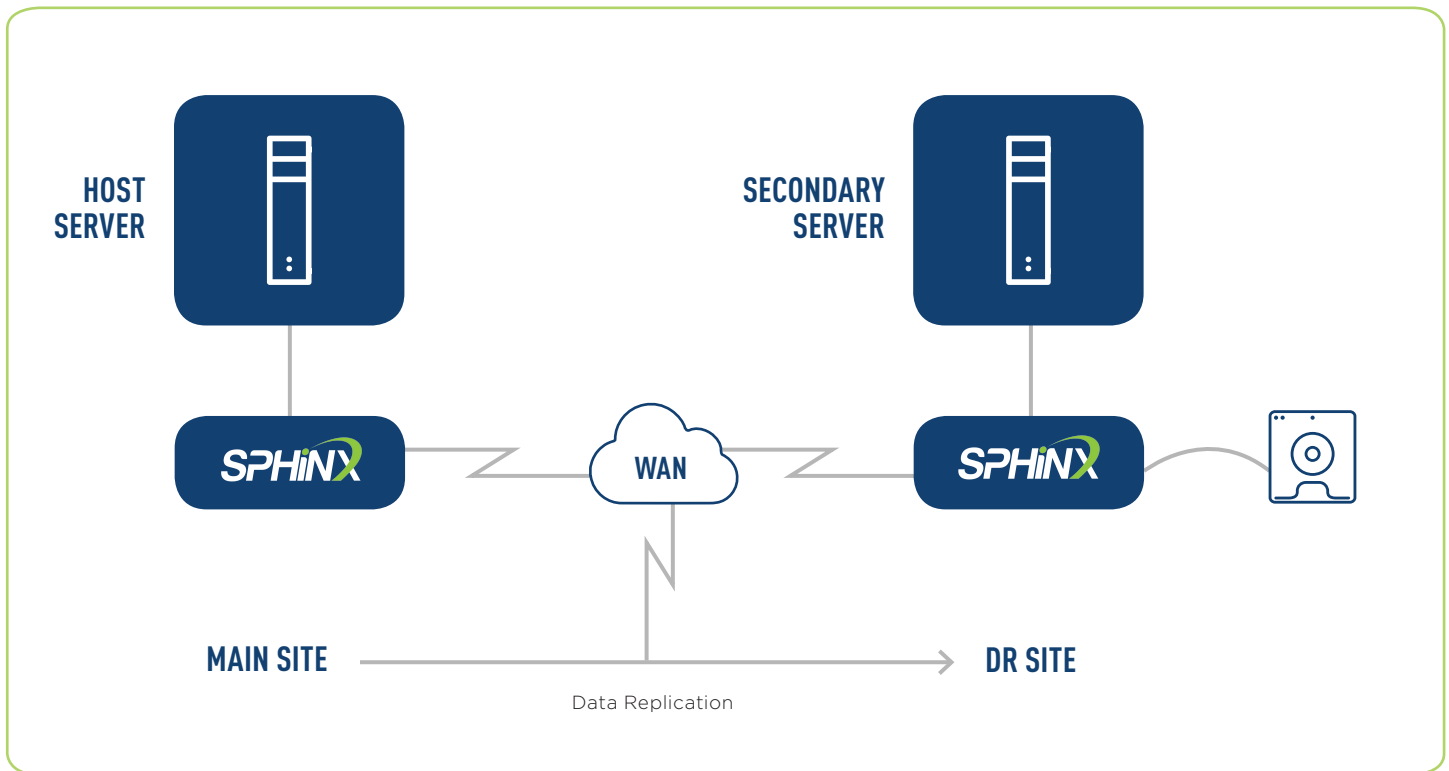 HOST
SERVER
SECONDARY
SERVER
SPHiNX
WAN
SPHiNX
MAIN SITE
DR SITE
Data Replication